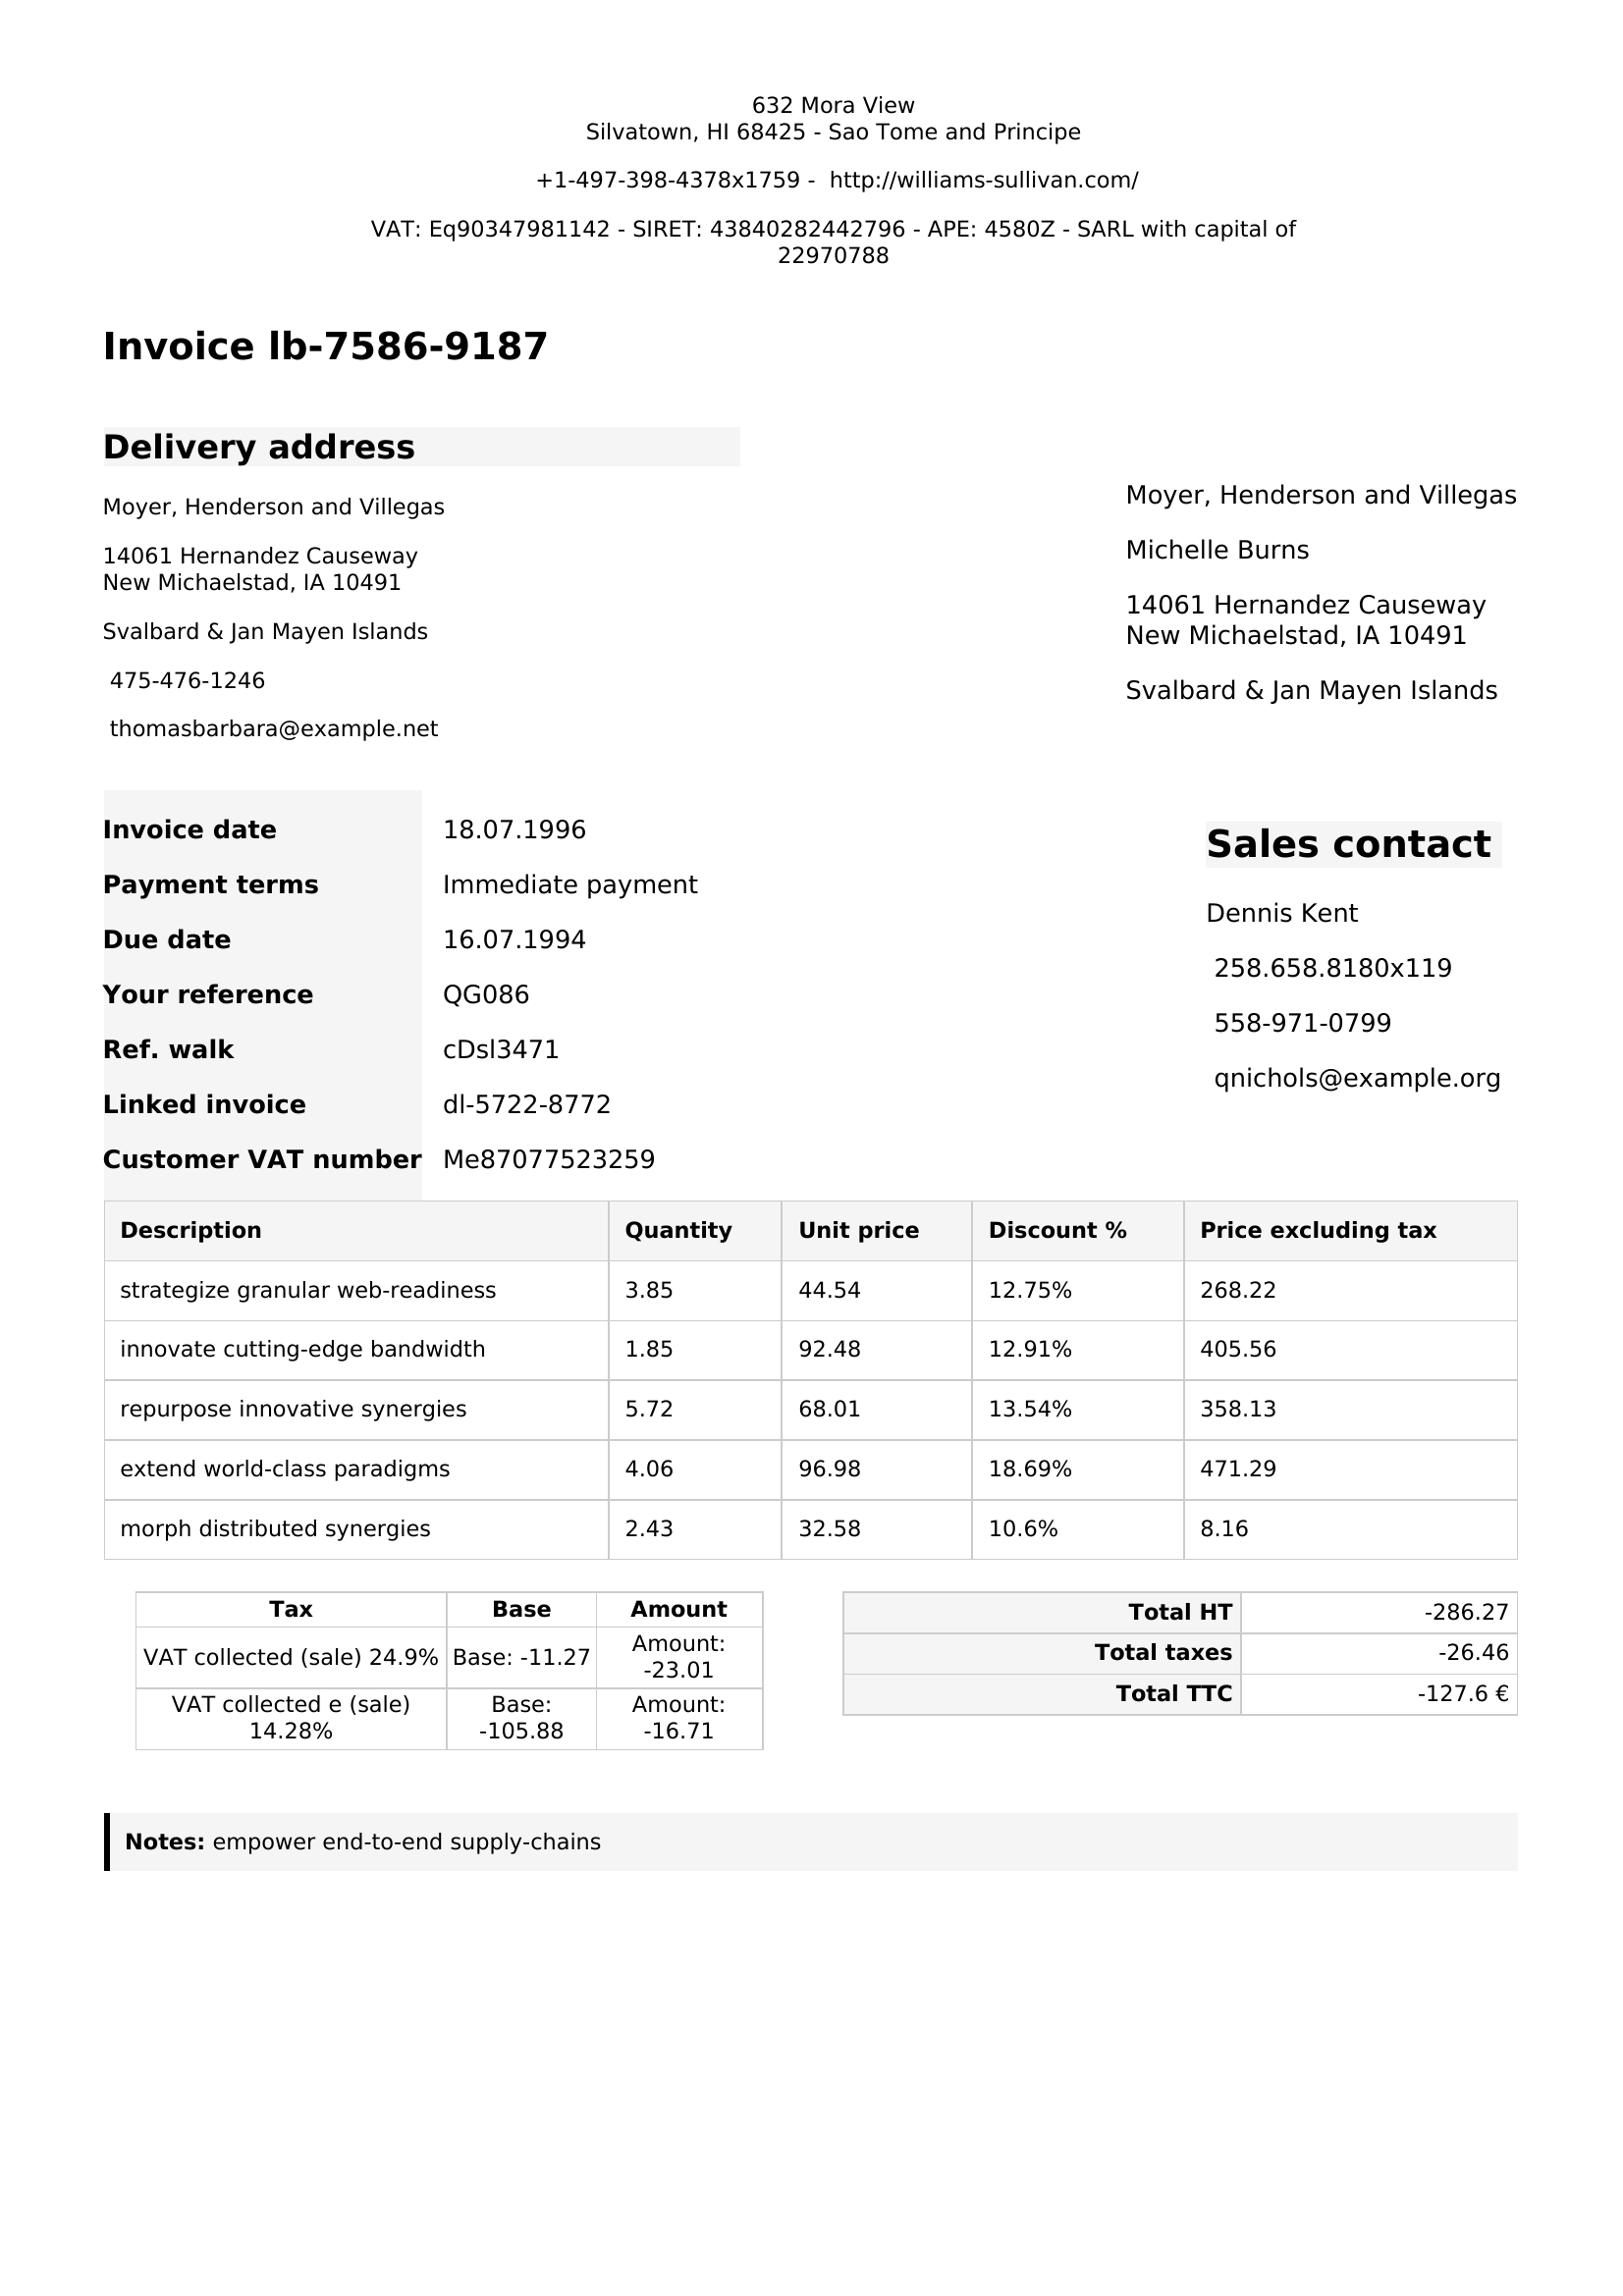 632 Mora View
Silvatown, HI 68425 - Sao Tome and Principe
+1-497-398-4378x1759 -  http://williams-sullivan.com/
VAT: Eq90347981142 - SIRET: 43840282442796 - APE: 4580Z - SARL with capital of
22970788
Invoice lb-7586-9187
Delivery address
Moyer, Henderson and Villegas
14061 Hernandez Causeway
New Michaelstad, IA 10491
Svalbard & Jan Mayen Islands
475-476-1246
thomasbarbara@example.net
Moyer, Henderson and Villegas
Michelle Burns
14061 Hernandez Causeway
New Michaelstad, IA 10491
Svalbard & Jan Mayen Islands
Invoice date 18.07.1996
Payment terms Immediate payment
Due date 16.07.1994
Your reference QG086
Ref. walk cDsl3471
Linked invoice dl-5722-8772
Customer VAT number Me87077523259
Sales contact
Dennis Kent
258.658.8180x119
558-971-0799
qnichols@example.org
Description Quantity Unit price Discount % Price excluding tax
strategize granular web-readiness 3.85 44.54 12.75% 268.22
innovate cutting-edge bandwidth 1.85 92.48 12.91% 405.56
repurpose innovative synergies 5.72 68.01 13.54% 358.13
extend world-class paradigms 4.06 96.98 18.69% 471.29
morph distributed synergies 2.43 32.58 10.6% 8.16
Tax Base Amount
VAT collected (sale) 24.9% Base: -11.27 Amount:
-23.01
VAT collected e (sale) Base: Amount:
14.28% -105.88 -16.71
Total HT -286.27
Total taxes -26.46
Total TTC -127.6 €
Notes: empower end-to-end supply-chains